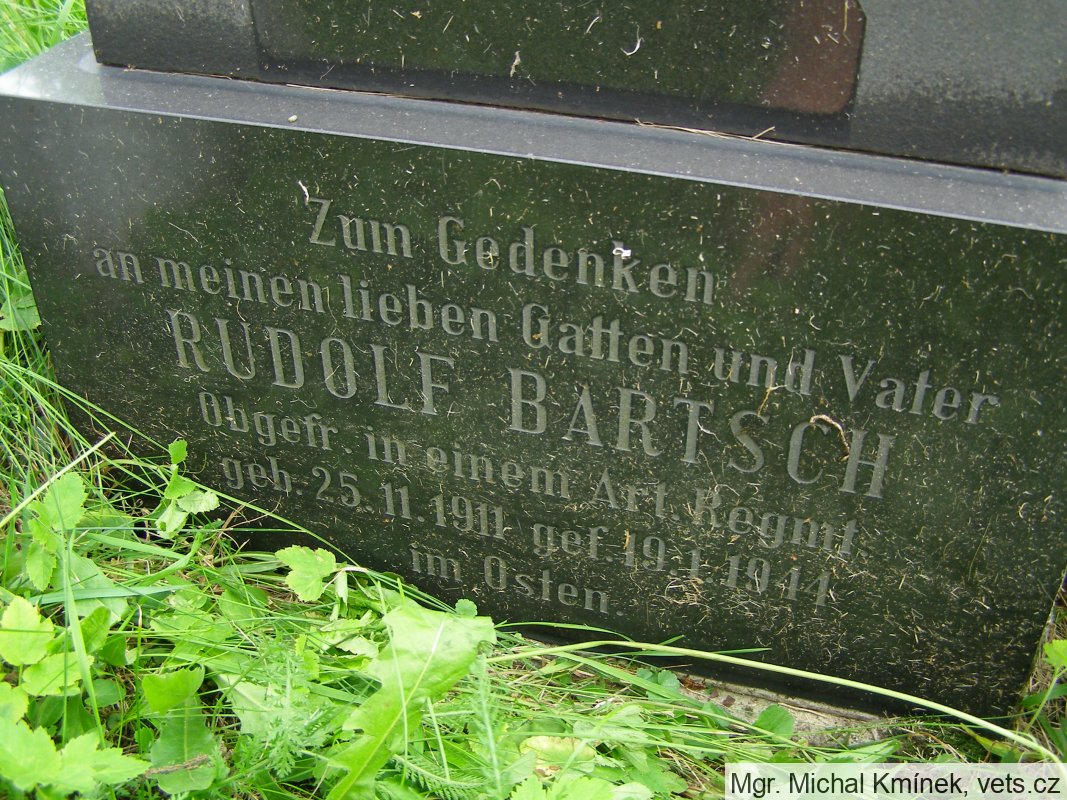 Zum Gedenken
an meinen lieben Gatten und Vater
RUDOLF BARTSCH
Obgefr. in einem Art. Regmt.
geb. 25. 11. 1911 gef. 19. 1. 1944
im Osten.
Mgr. Michal Kmínek, vets.cz